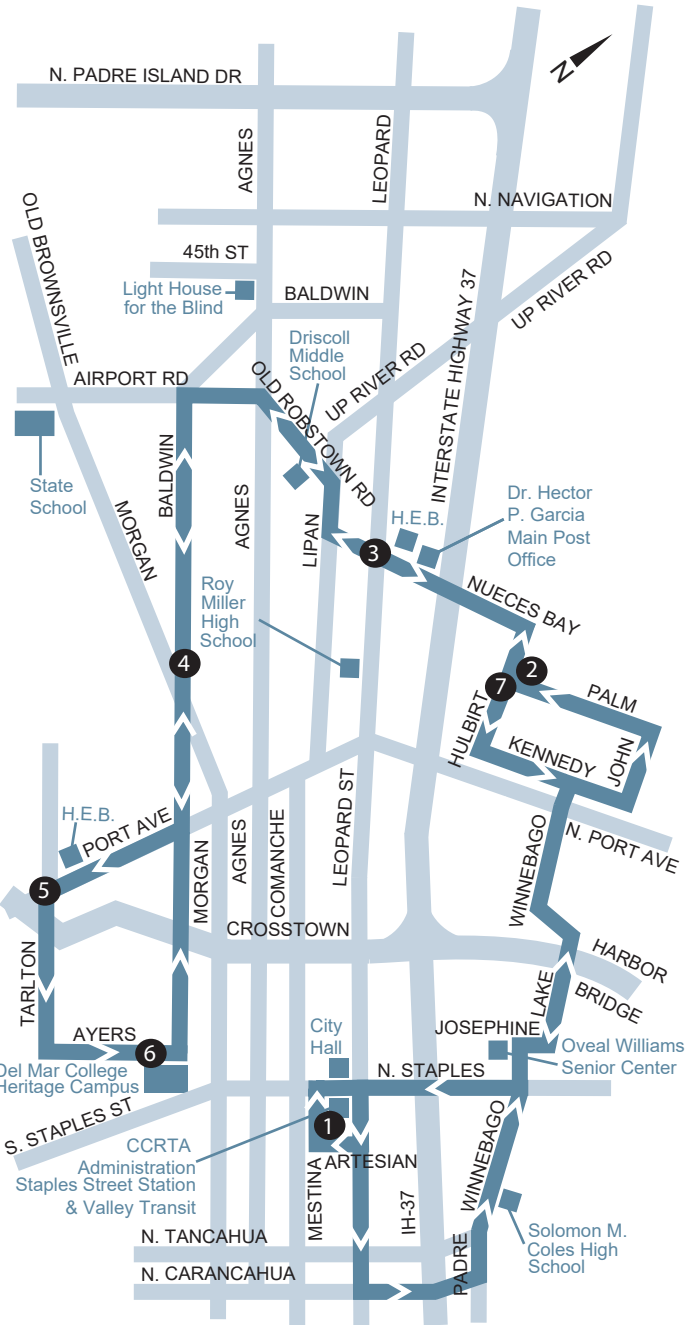 N. PADRE ISLAND DR
N
AGNES
LEOPARD
N. NAVIGATION
OLD BROWNSVILLE
45th ST
Light House
for the Blind
BALDWIN
INTERSTATE HIGHWAY 37
UP RIVER RD
Driscoll
Middle
School
UP RIVER RD
AIRPORT RD
OLD ROBSTOWN RD
State
School
BALDWIN
MORGAN
AGNES
LIPAN
H.E.B.
Dr. Hector
P. Garcia
Main Post
Office
3
NUECES BAY
Roy
Miller
High
School
4
2
7
PALM
HULBIRT
KENNEDY
JOHN
H.E.B.
PORT AVE
N. PORT AVE
5
MORGAN
AGNES
COMANCHE
LEOPARD ST
WINNEBAGO
CROSSTOWN
HARBOR
BRIDGE
TARLTON
LAKE
AYERS
6
City
Hall
JOSEPHINE
Oveal Williams
Senior Center
Del Mar College
Heritage Campus
N. STAPLES
S. STAPLES ST
1
CCRTA
Administration
Staples Street Station
& Valley Transit
MESTINA
ARTESIAN
WINNEBAGO
IH-37
PADRE
Solomon M.
Coles High
School
N. TANCAHUA
N. CARANCAHUA